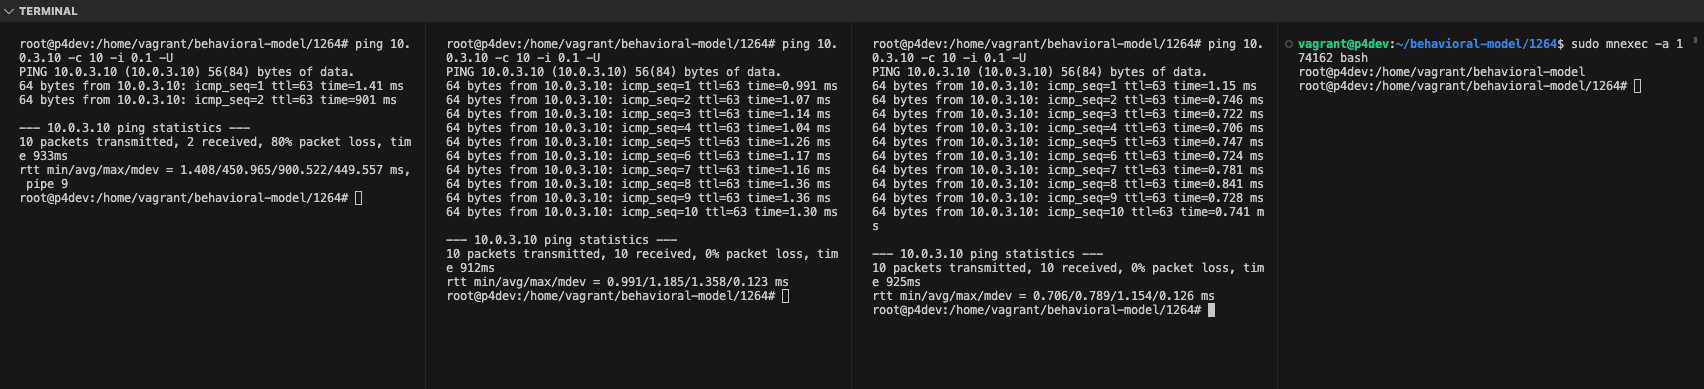 TERMINAL
root@p4dev:/home/vagrant/behavioral-model/1264# ping 10.
0.3.10 -c 10 -i 0.1 -U
PING 10.0.3.10 (10.0.3.10) 56(84) bytes of data.
64 bytes from 10.0.3.10: icmp_seq=1 ttl=63 time=1.41 ms
64 bytes from 10.0.3.10: icmp_seq=2 ttl=63 time=901 ms
--- 10.0.3.10 ping statistics ---
10 packets transmitted, 2 received, 80% packet loss, tim
e 933ms
rtt min/avg/max/mdev = 1.408/450.965/900.522/449.557 ms,
pipe 9
root@p4dev:/home/vagrant/behavioral-model/1264#
root@p4dev:/home/vagrant/behavioral-model/1264# ping 10.
0.3.10 -c 10 -i 0.1 -U
PING 10.0.3.10 (10.0.3.10) 56(84) bytes of data.
64 bytes from 10.0.3.10: icmp_seq=1 ttl=63 time=0.991 ms
64 bytes from 10.0.3.10: icmp_seq=2 ttl=63 time=1.07 ms
64 bytes from 10.0.3.10: icmp_seq=3 ttl=63 time=1.14 ms
64 bytes from 10.0.3.10: icmp_seq=4 ttl=63 time=1.04 ms
64 bytes from 10.0.3.10: icmp_seq=5 ttl=63 time=1.26 ms
64 bytes from 10.0.3.10: icmp_seq=6 ttl=63 time=1.17 ms
64 bytes from 10.0.3.10: icmp_seq=7 ttl=63 time=1.16 ms
64 bytes from 10.0.3.10: icmp_seq=8 ttl=63 time=1.36 ms
64 bytes from 10.0.3.10: icmp_seq=9 ttl=63 time=1.36 ms
64 bytes from 10.0.3.10: icmp_seq=10 ttl=63 time=1.30 ms
--- 10.0.3.10 ping statistics ---
10 packets transmitted, 10 received, 0% packet loss, tim
e 912ms
rtt min/avg/max/mdev = 0.991/1.185/1.358/0.123 ms
root@p4dev:/home/vagrant/behavioral-model/1264#
root@p4dev:/home/vagrant/behavioral-model/1264# ping 10.
0.3.10 -c 10 -i 0.1 -U
PING 10.0.3.10 (10.0.3.10) 56(84) bytes of data.
64 bytes from 10.0.3.10: icmp_seq=1 ttl=63 time=1.15 ms
64 bytes from 10.0.3.10: icmp_seq=2 ttl=63 time=0.746 ms
64 bytes from 10.0.3.10: icmp_seq=3 ttl=63 time=0.722 ms
64 bytes from 10.0.3.10: icmp_seq=4 ttl=63 time=0.706 ms
64 bytes from 10.0.3.10: icmp_seq=5 ttl=63 time=0.747 ms
64 bytes from 10.0.3.10: icmp_seq=6 ttl=63 time=0.724 ms
64 bytes from 10.0.3.10: icmp_seq=7 ttl=63 time=0.781 ms
64 bytes from 10.0.3.10: icmp_seq=8 ttl=63 time=0.841 ms
64 bytes from 10.0.3.10: icmp_seq=9 ttl=63 time=0.728 ms
64 bytes from 10.0.3.10: icmp_seq=10 ttl=63 time=0.741 m
s
--- 10.0.3.10 ping statistics ---
10 packets transmitted, 10 received, 0% packet loss, tim
e 925ms
rtt min/avg/max/mdev = 0.706/0.789/1.154/0.126 ms
root@p4dev:/home/vagrant/behavioral-model/1264#
vagrant@p4dev:~/behavioral-model/1264$ sudo mnexec -a 1
74162 bash
root@p4dev:/home/vagrant/behavioral-model
root@p4dev:/home/vagrant/behavioral-model/1264#